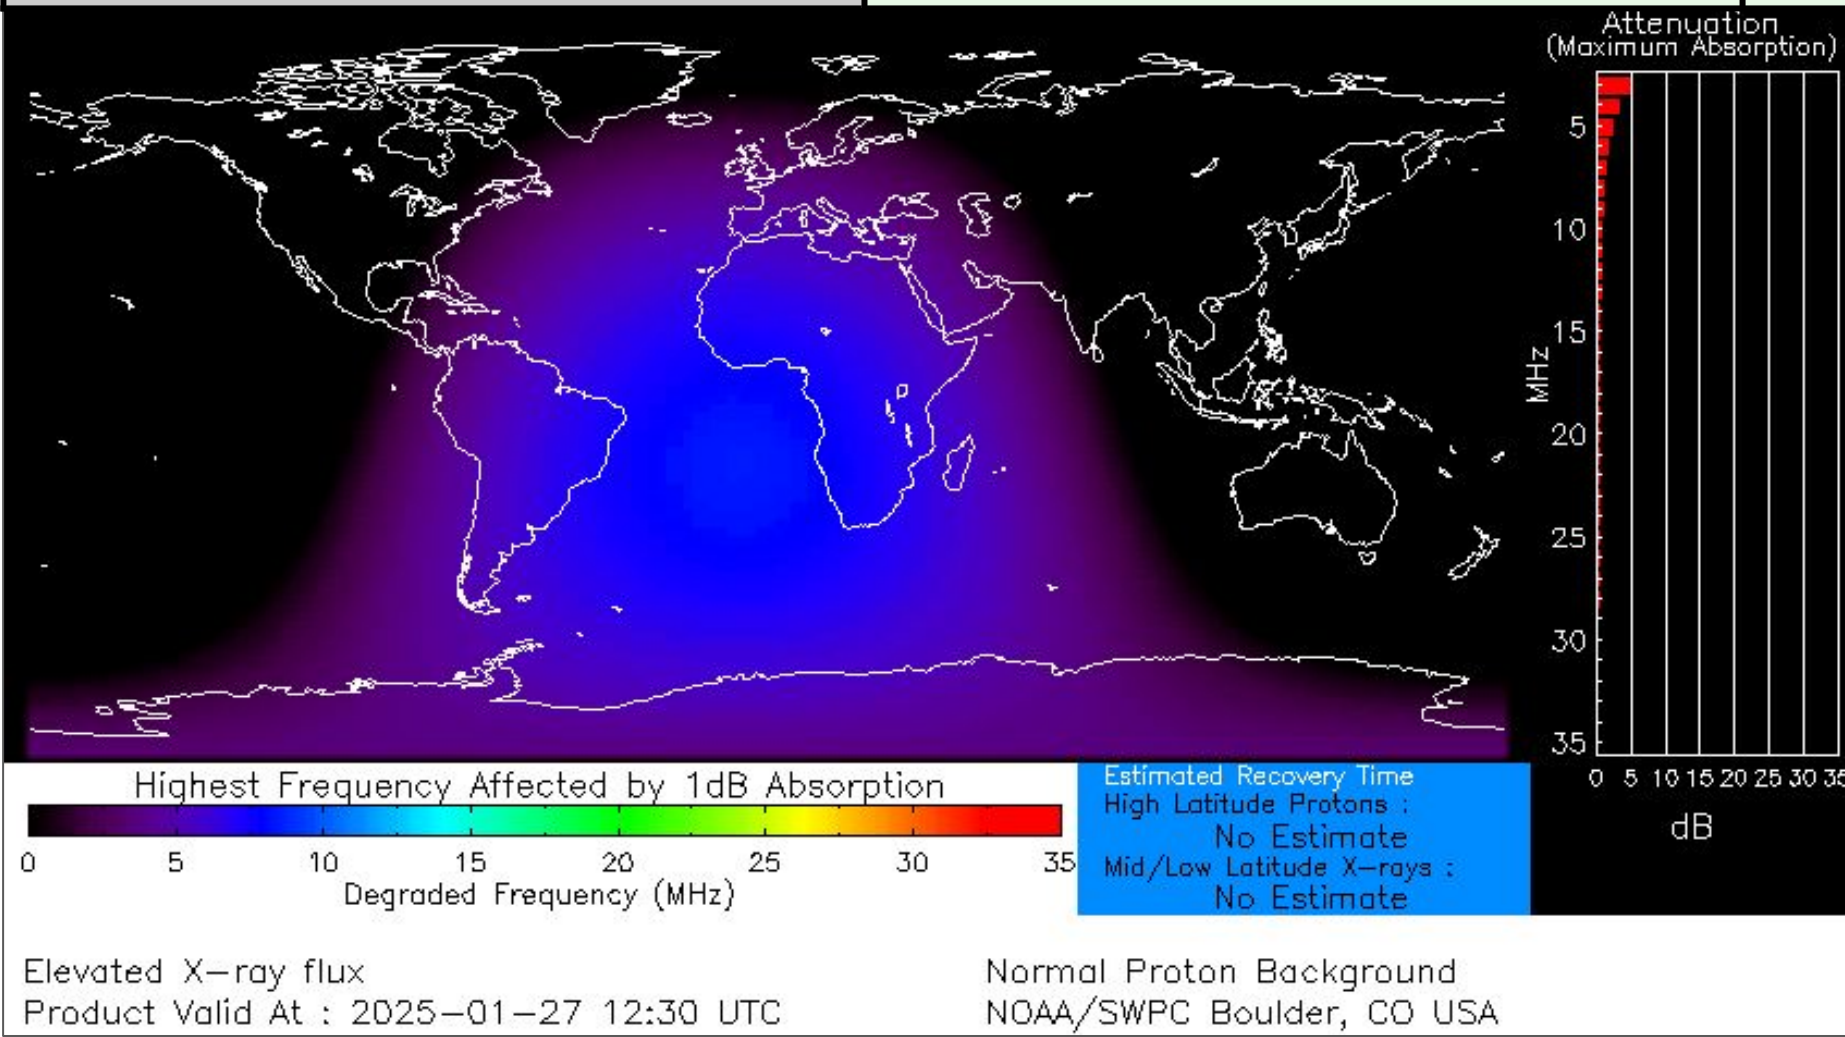 Attenuation
(Maximum Absorption)
5
10
15
20
25
30
35
MHz
0 5 10 15 20 25 30 35
dB
Highest Frequency Affected by 1dB Absorption
0 5 10 15 20 25 30 35
Degraded Frequency (MHz)
Estimated Recovery Time
High Latitude Protons :
No Estimate
Mid/Low Latitude X-rays :
No Estimate
Elevated X-ray flux
Normal Proton Background
Product Valid At : 2025-01-27 12:30 UTC
NOAA/SWPC Boulder, CO USA